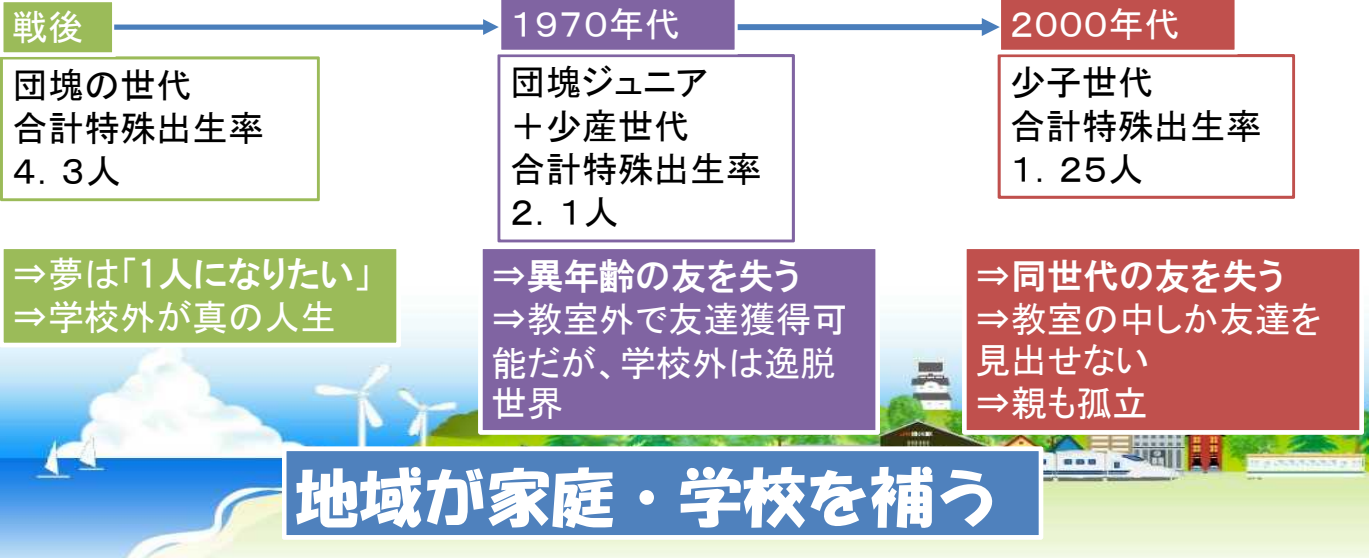 戦後
団塊の世代
合計特殊出生率
４．３人
⇒夢は「1人になりたい」
⇒学校外が真の人生
１９７０年代
団塊ジュニア
＋少産世代
合計特殊出生率
２．１人
⇒異年齢の友を失う
⇒教室外で友達獲得可
能だが、学校外は逸脱
世界
２０００年代
少子世代
合計特殊出生率
１．２５人
⇒同世代の友を失う
⇒教室の中しか友達を
見出せない
⇒親も孤立
地域が家庭・学校を補う